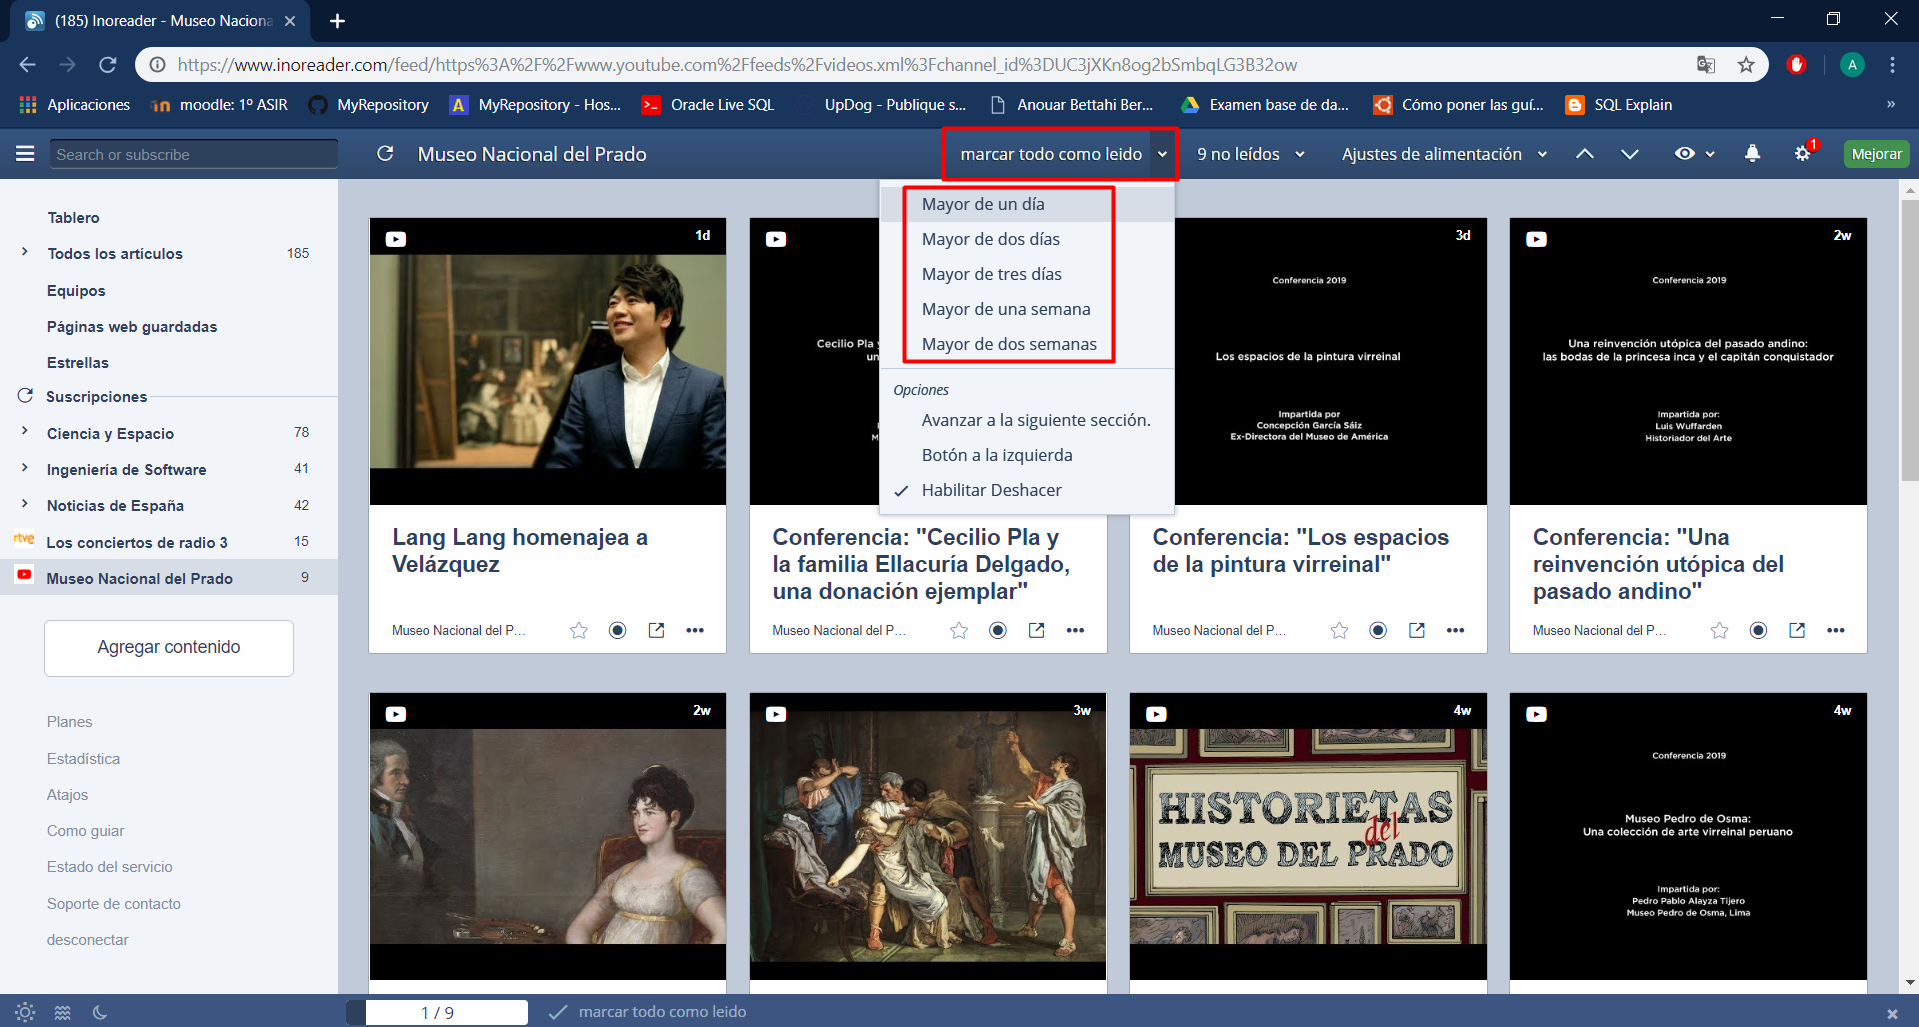 (185) Inoreader - Museo Naciona
https://www.inoreader.com/feed/https%3A%2F%2Fwww.youtube.com%2Ffeeds%2Fvideos.xml%3Fchannel_id%3DUC3jXKn8og2bSmbqLG3B32ow
A
Aplicaciones
moodle: 1º ASIR
MyRepository
A MyRepository - Hos...
Oracle Live SQL
UpDog - Publique s...
Anouar Bettahi Ber...
Examen base de da...
Cómo poner las guí...
SQL Explain
»
Search or subscribe
Museo Nacional del Prado
marcar todo como leido
9 no leídos
Ajustes de alimentación
1
Mejorar
Mayor de un día
Mayor de dos días
Mayor de tres días
Mayor de una semana
Mayor de dos semanas
Opciones
Avanzar a la siguiente sección.
Botón a la izquierda
Habilitar Deshacer
Tablero
Todos los artículos 185
Equipos
Páginas web guardadas
Estrellas
Suscripciones
Ciencia y Espacio 78
Ingeniería de Software 41
Noticias de España 42
rtve Los conciertos de radio 3 15
Museo Nacional del Prado 9
Agregar contenido
Planes
Estadística
Atajos
Como guiar
Estado del servicio
Soporte de contacto
desconectar
1d
Lang Lang homenajea a
Velázquez
Museo Nacional del P...
Cecilio Pla y
un
M
Conferencia: "Cecilio Pla y
la familia Ellacuría Delgado,
una donación ejemplar"
Museo Nacional del P...
3d
Conferencia 2019
Los espacios de la pintura virreinal
Impartida por
Concepción García Sáiz
Ex-Directora del Museo de América
Conferencia: "Los espacios
de la pintura virreinal"
Museo Nacional del P...
2w
Conferencia 2019
Una reinvención utópica del pasado andino:
las bodas de la princesa inca y el capitán conquistador
Impartida por:
Luis Wuffarden
Historiador del Arte
Conferencia: "Una
reinvención utópica del
pasado andino"
Museo Nacional del P...
2w
3w
4w
HISTORIETAS
del
MUSEO DEL PRADO
4w
Conferencia 2019
Museo Pedro de Osma:
Una colección de arte virreinal peruano
Impartida por:
Pedro Pablo Alayza Tijero
Museo Pedro de Osma, Lima
1 / 9
marcar todo como leido